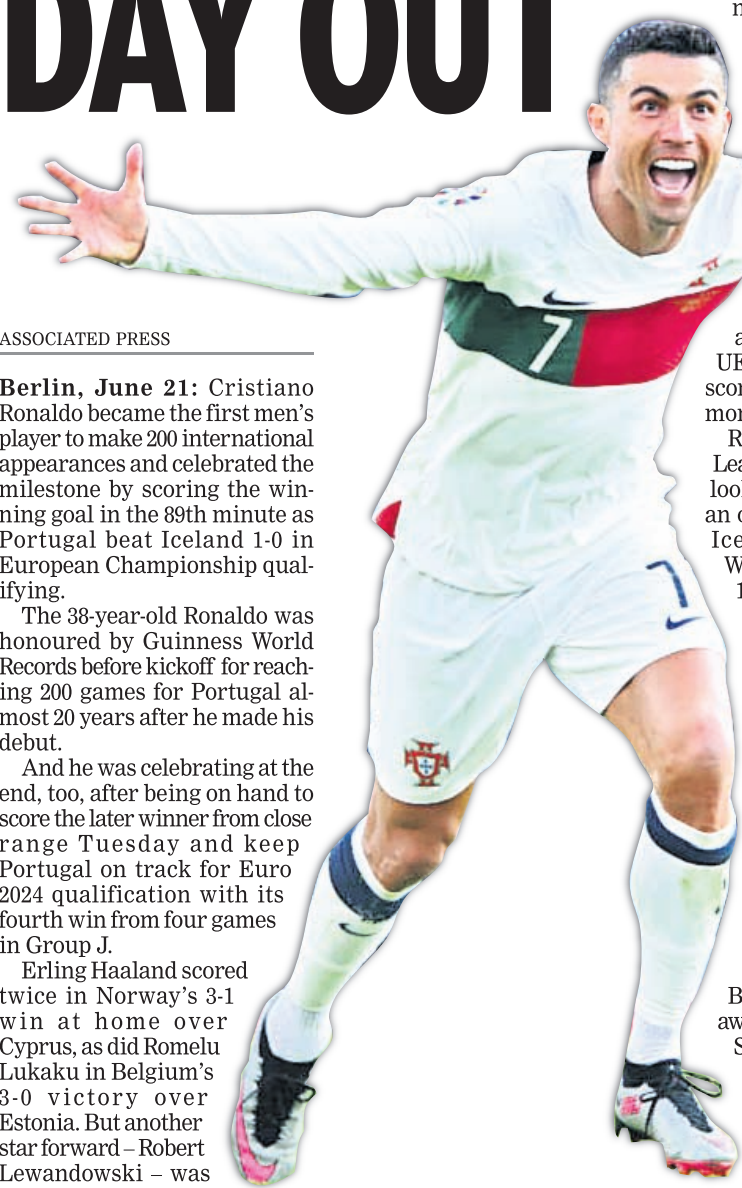 DAY OUT
ASSOCIATED PRESS
Berlin, June 21: Cristiano
Ronaldo became the first men's
player to make 200 international
appearances and celebrated the
milestone by scoring the win-
ning goal in the 89th minute as
Portugal beat Iceland 1-0 in
European Championship qual-
ifying.
The 38-year-old Ronaldo was
honoured by Guinness World
Records before kickoff for reach-
ing 200 games for Portugal al-
most 20 years after he made his
debut.
And he was celebrating at the
end, too, after being on hand to
score the later winner from close
range Tuesday and keep
Portugal on track for Euro
2024 qualification with its
fourth win from four games
in Group J.
Erling Haaland scored
twice in Norway's 3-1
win at home over
Cyprus, as did Romelu
Lukaku in Belgium's
3-0 victory over
Estonia. But another
star forward – Robert
Lewandowski – was
7
7